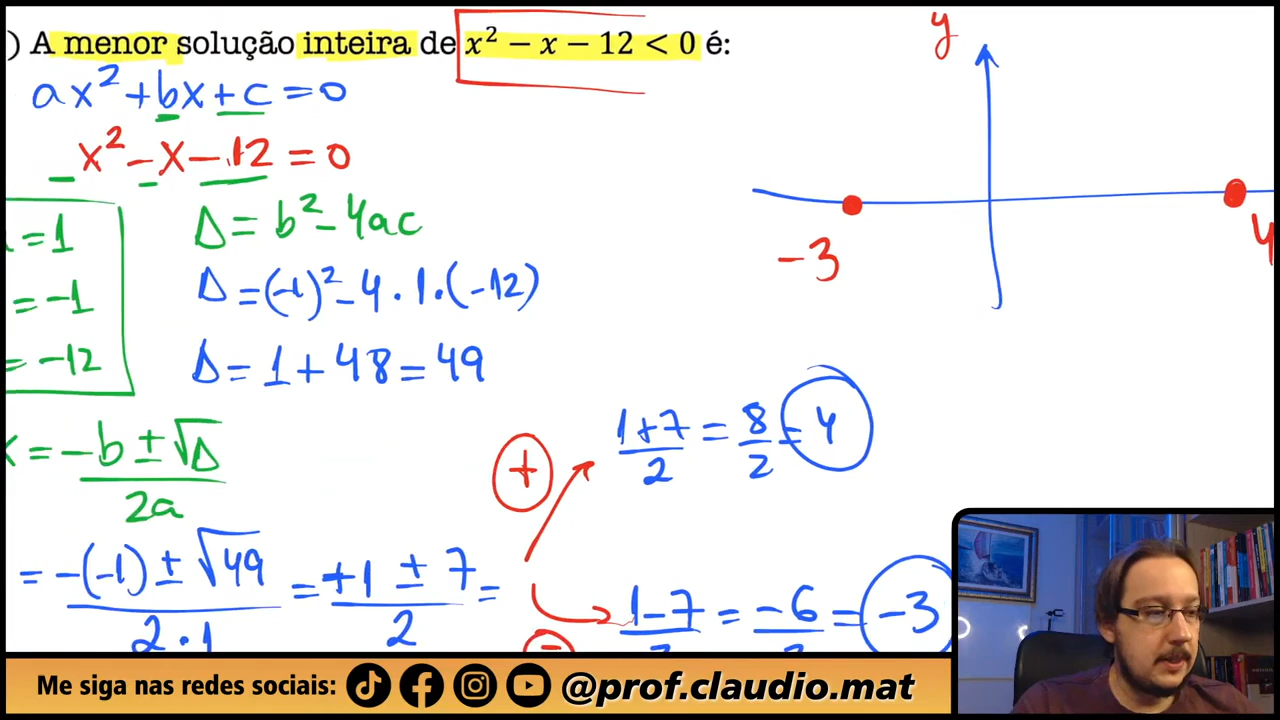 ) A menor solução inteira de x² − x − 12 < 0 é:
ax² + bx + c = 0
x² − x − 12 = 0
= 1
= −1
= −12
Δ = b² − 4ac
Δ = (−1)² − 4 · 1 · (−12)
Δ = 1 + 48 = 49
x = −b ± √Δ / 2a
= −(−1) ± √49 / 2 · 1 = +1 ± 7 / 2 =
+
1+7 / 2 = 8 / 2 = 4
−
1−7 / 2 = −6 / 2 = −3
y
−3
4
Me siga nas redes sociais: @prof.claudio.mat